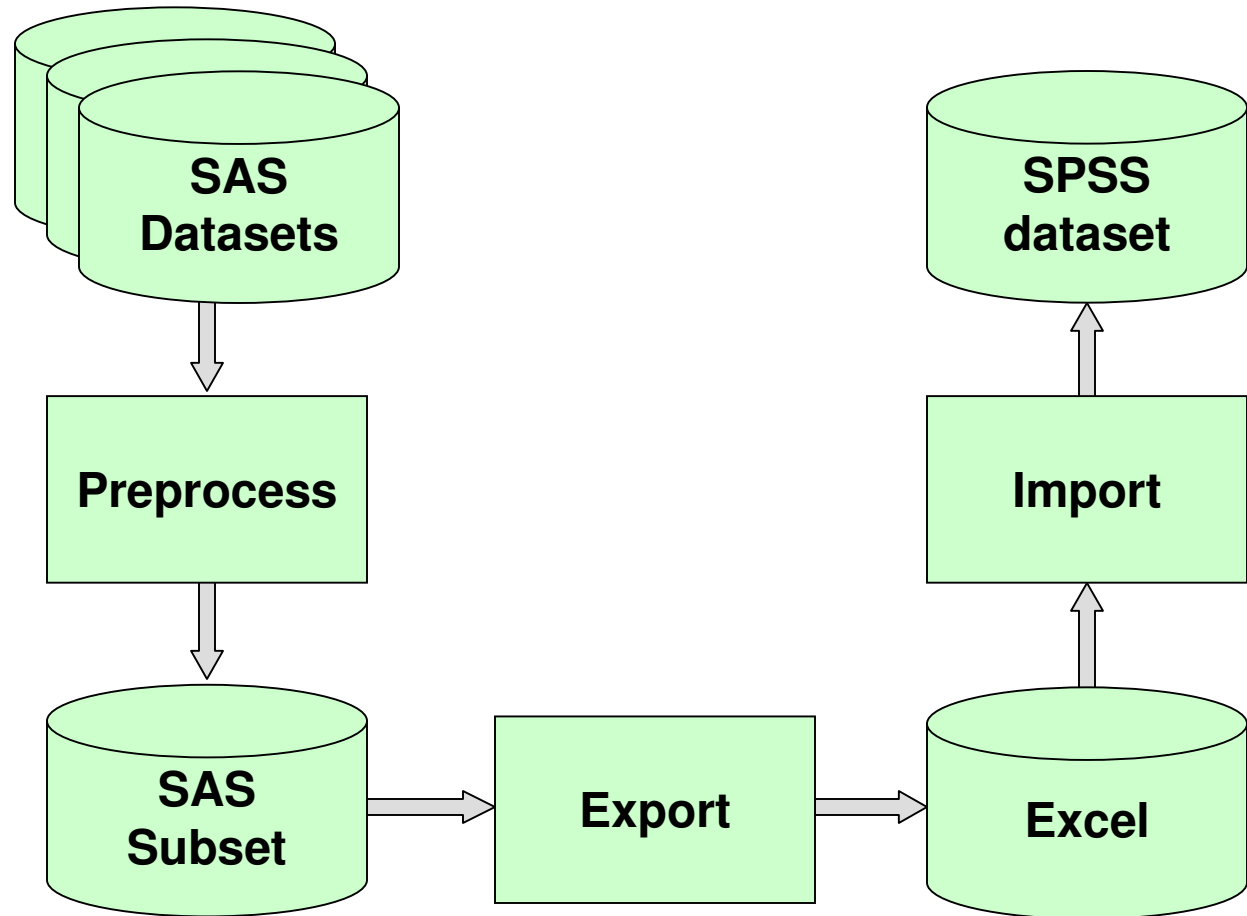 SAS
Datasets
Preprocess
SAS
Subset
Export
Excel
Import
SPSS
dataset